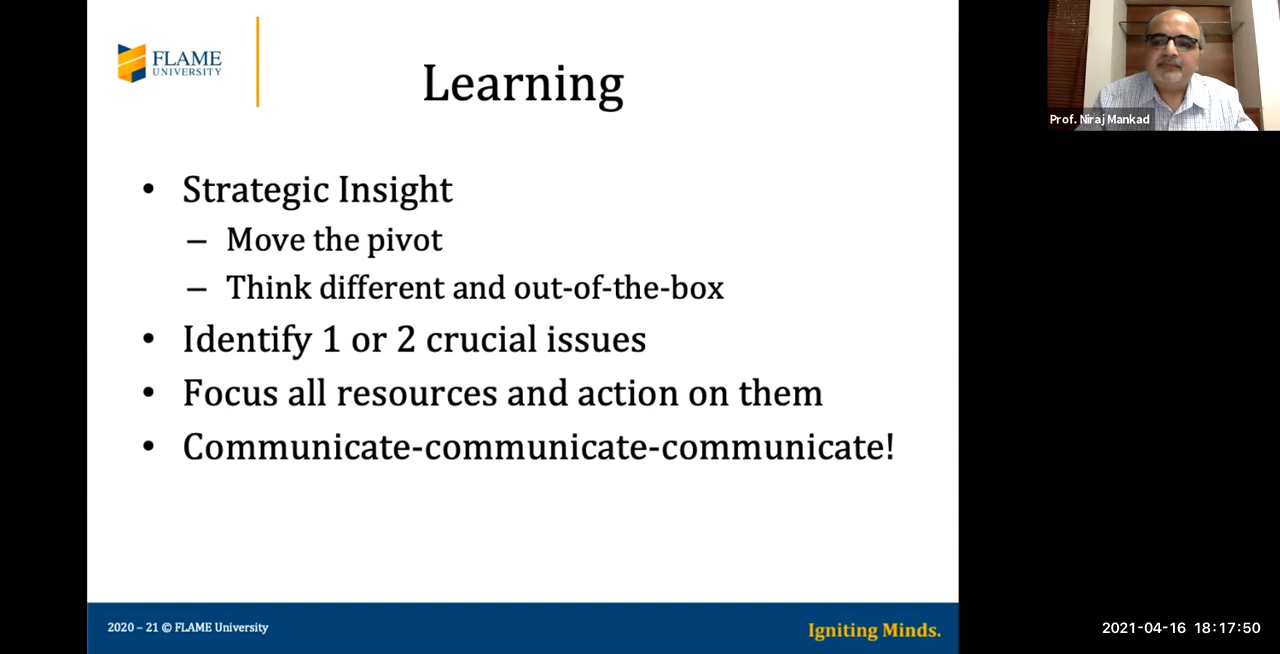 FLAME
UNIVERSITY
Learning
• Strategic Insight
– Move the pivot
– Think different and out-of-the-box
• Identify 1 or 2 crucial issues
• Focus all resources and action on them
• Communicate-communicate-communicate!
2020 – 21 © FLAME University
Igniting Minds.
Prof. Niraj Mankad
2021-04-16 18:17:50